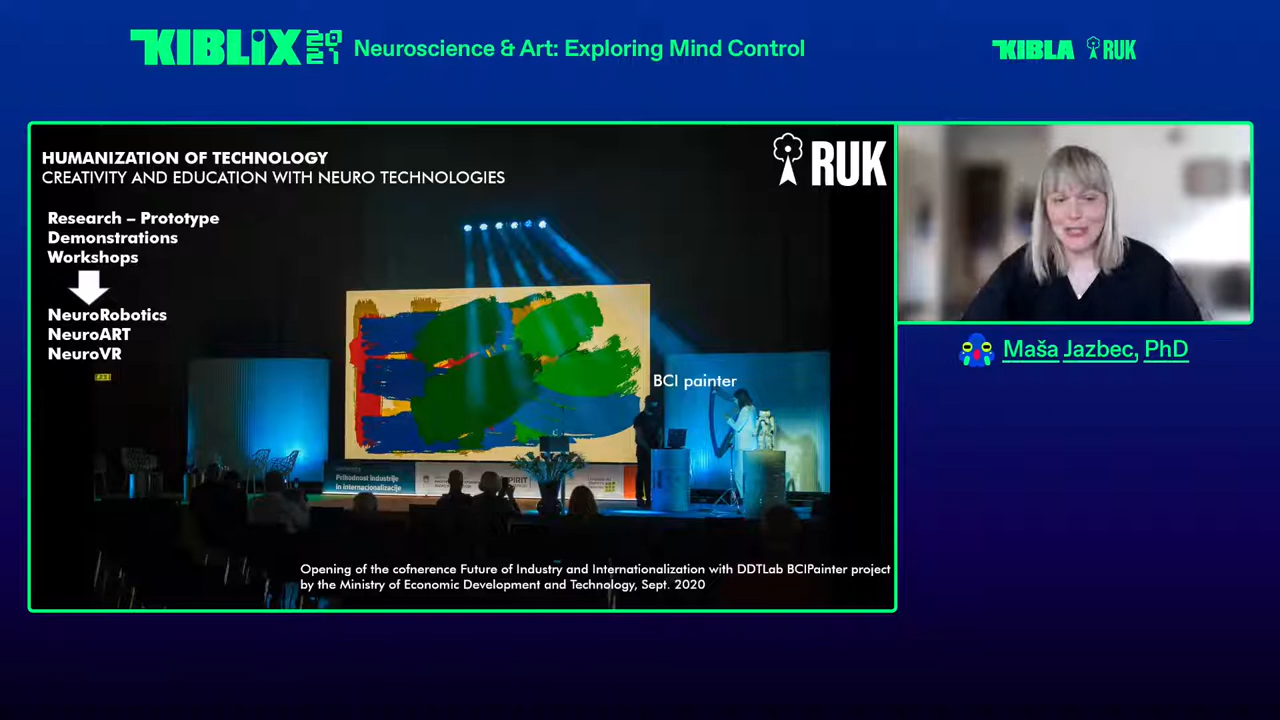 KIBLIX 2021
Neuroscience & Art: Exploring Mind Control
KIBLA
RUK
HUMANIZATION OF TECHNOLOGY
CREATIVITY AND EDUCATION WITH NEURO TECHNOLOGIES
RUK
Research – Prototype
Demonstrations
Workshops
NeuroRobotics
NeuroART
NeuroVR
BCI painter
Prihodnost industrije
in internacionalizacije
Opening of the cofnerence Future of Industry and Internationalization with DDTLab BCIPainter project
by the Ministry of Economic Development and Technology, Sept. 2020
Maša Jazbec, PhD